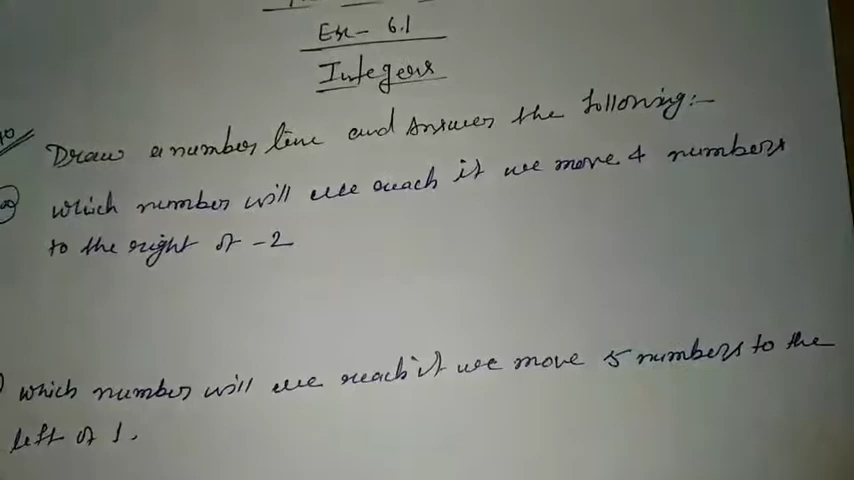 Ex- 6.1
Integers
Draw a number line and Answer the following:-
which number will we reach if we move 4 numbers
to the right of -2
which number will we reach if we move 5 numbers to the
left of 1.